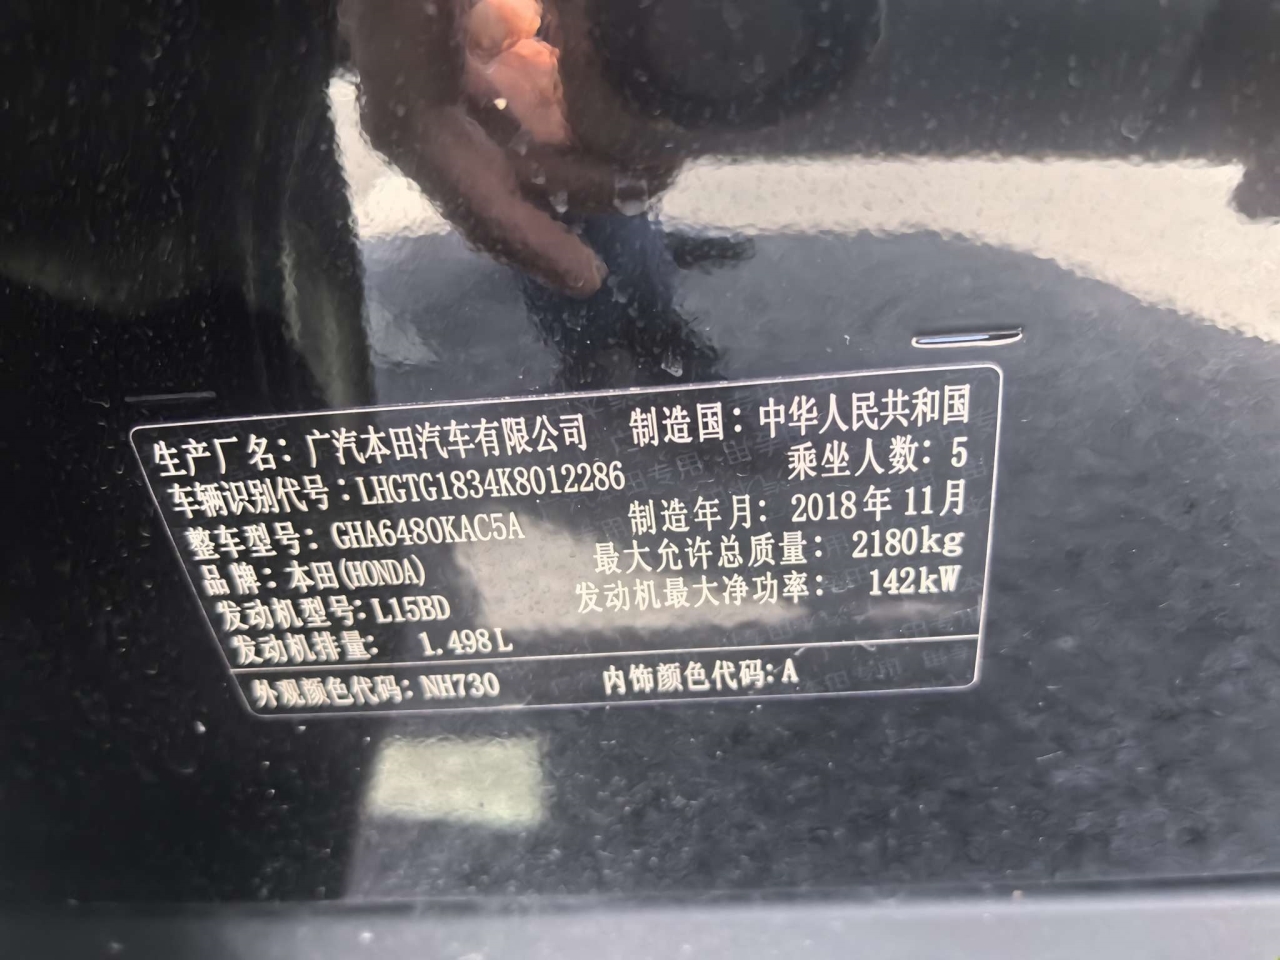 生产厂名：广汽本田汽车有限公司 制造国：中华人民共和国
车辆识别代号：LHGTG1834K8012286 乘坐人数：5
整车型号：GHA6480KAC5A 制造年月：2018年11月
品牌：本田(HONDA) 最大允许总质量：2180kg
发动机型号：L15BD 发动机最大净功率：142kW
发动机排量：1.498L
外观颜色代码：NH730 内饰颜色代码：A